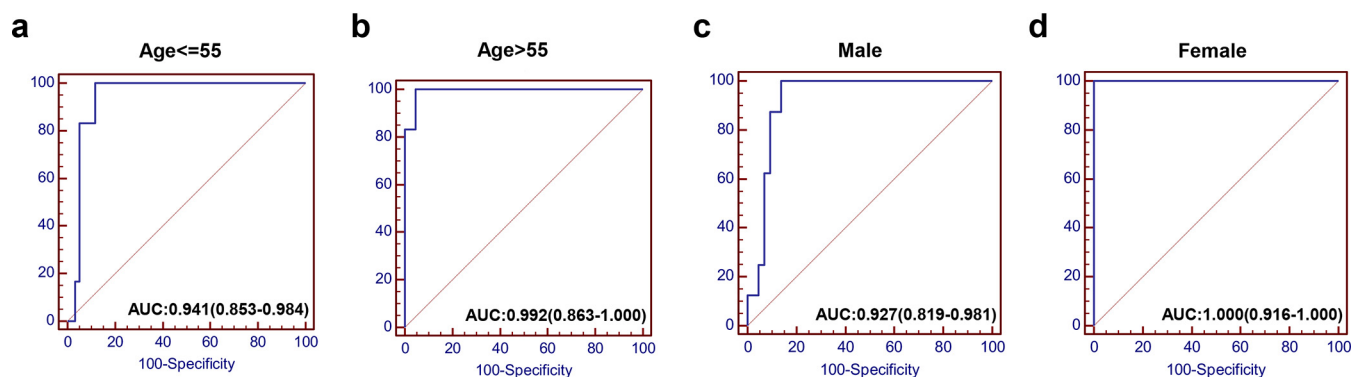 a
Age<=55
100
80
60
40
20
0
AUC:0.941(0.853-0.984)
0 20 40 60 80 100
100-Specificity
b
Age>55
100
80
60
40
20
0
AUC:0.992(0.863-1.000)
0 20 40 60 80 100
100-Specificity
c
Male
100
80
60
40
20
0
AUC:0.927(0.819-0.981)
0 20 40 60 80 100
100-Specificity
d
Female
100
80
60
40
20
0
AUC:1.000(0.916-1.000)
0 20 40 60 80 100
100-Specificity